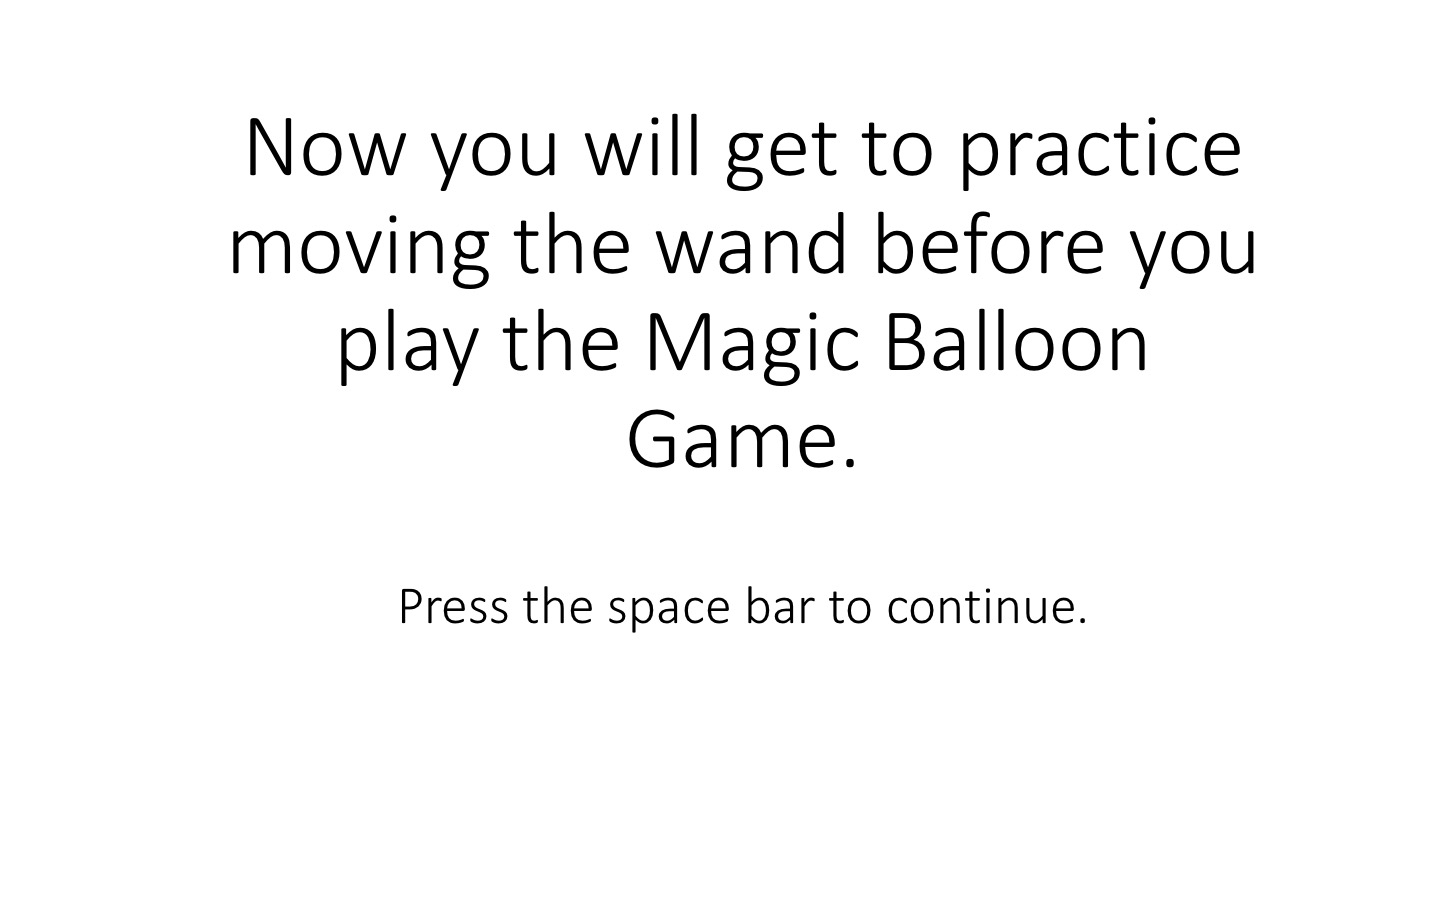 Now you will get to practice
moving the wand before you
play the Magic Balloon
Game.
Press the space bar to continue.